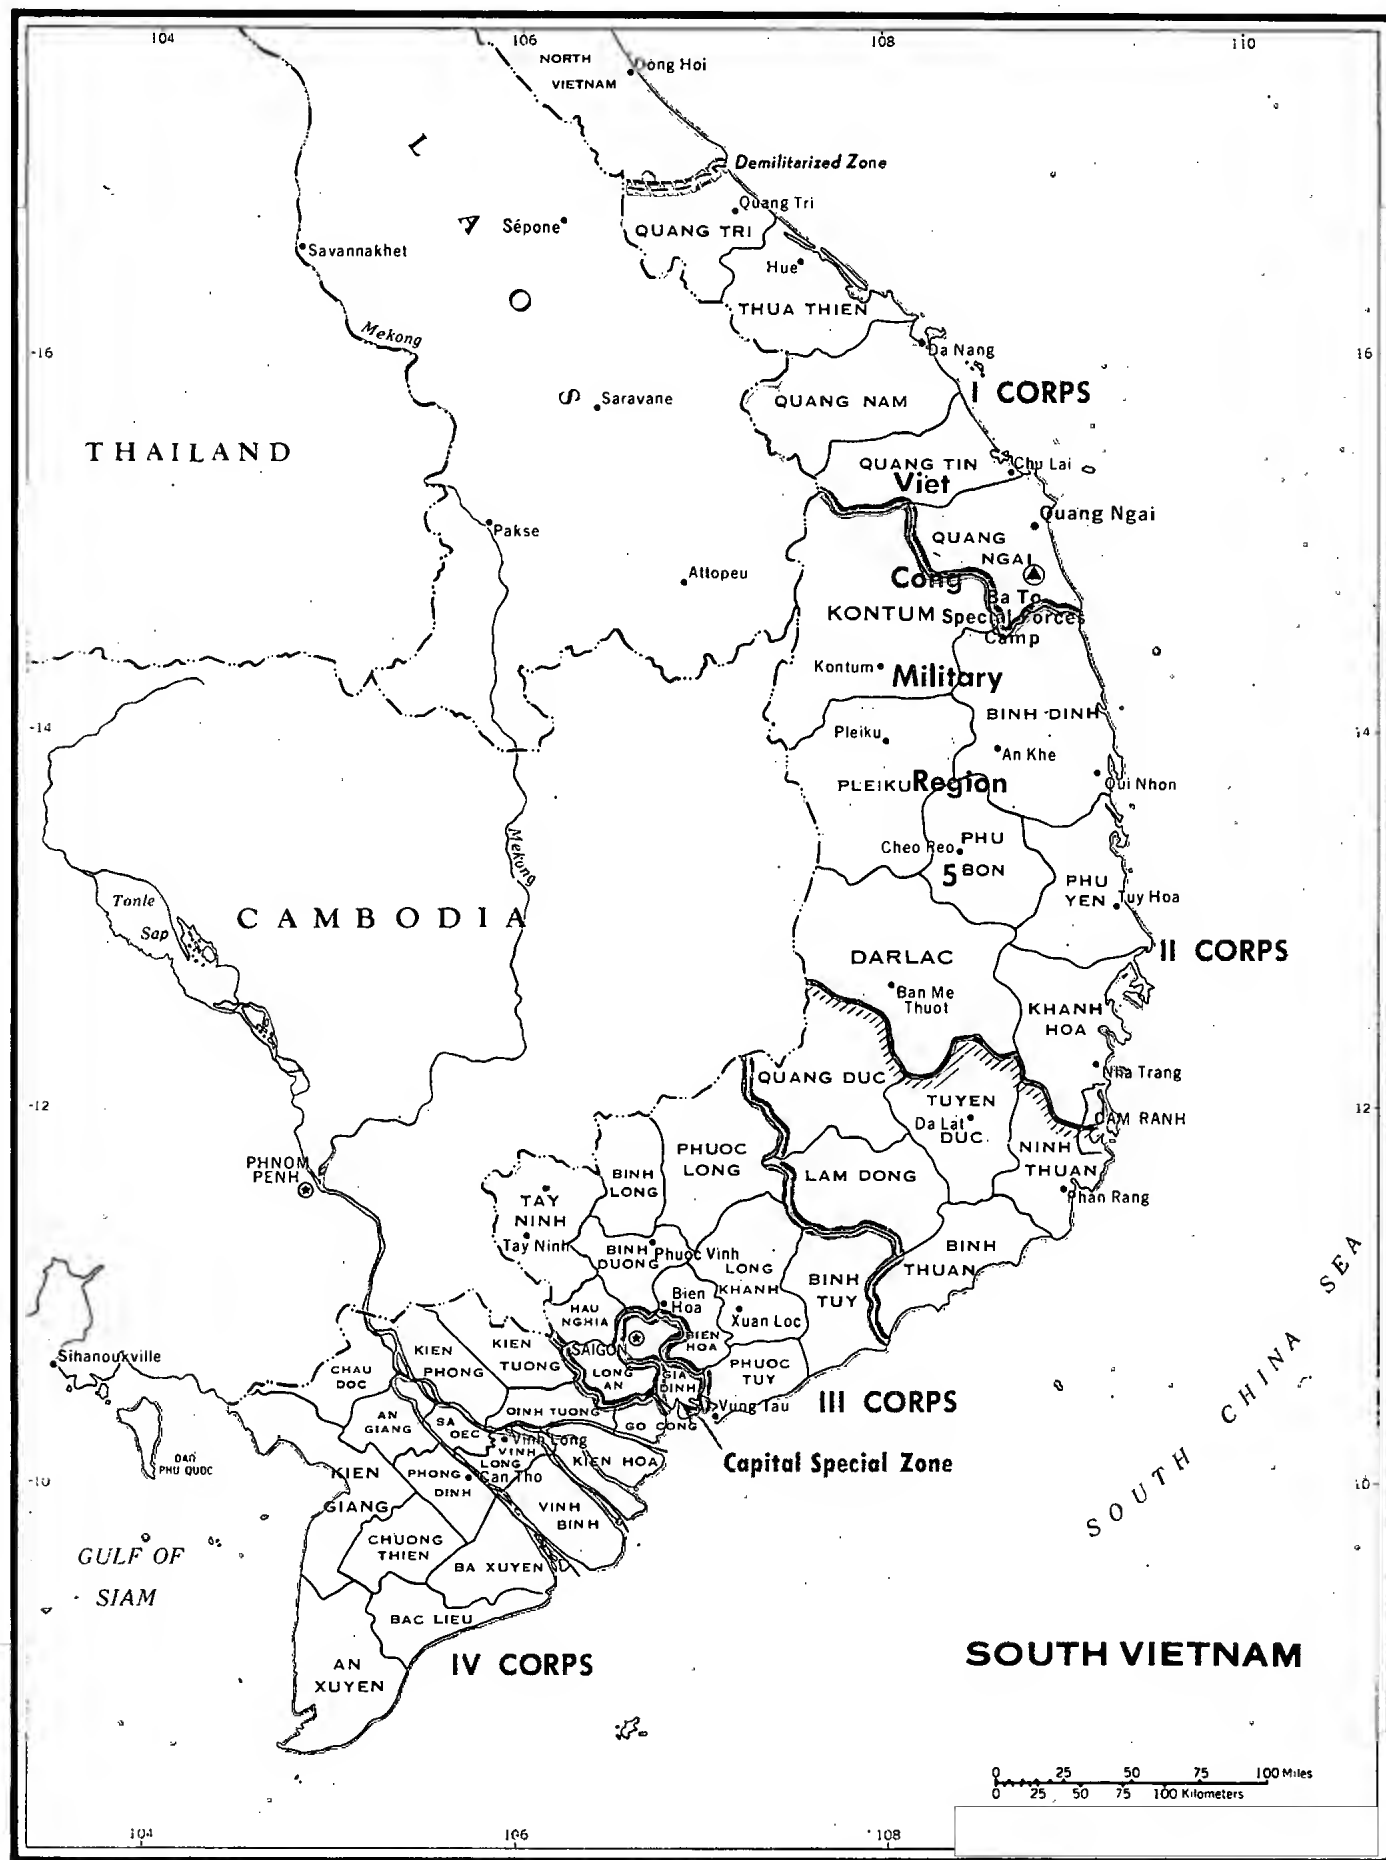 104
106
108
110
NORTH
VIETNAM
Dong Hoi
L
A
O
S
Demilitarized Zone
Sépone
Quang Tri
QUANG TRI
Savannakhet
Hue
THUA THIEN
Mekong
16
Da Nang
16
I CORPS
Saravane
QUANG NAM
THAILAND
QUANG TIN
Chu Lai
Viet
Quang Ngai
Pakse
QUANG
NGAI
Attopeu
Cong
Ba To
Special Forces
Camp
KONTUM
Kontum
Military
BINH DINH
14
Pleiku
14
An Khe
PLEIKU
Region
Qui Nhon
Mekong
Cheo Reo
PHU
BON
5
PHU
YEN
Tuy Hoa
Tonle
Sap
CAMBODIA
II CORPS
DARLAC
Ban Me
Thuot
KHANH
HOA
Nha Trang
QUANG DUC
12
TUYEN
DUC
Da Lat
CAM RANH
12
PHUOC
LONG
NINH
THUAN
PHNOM
PENH
BINH
LONG
LAM DONG
Phan Rang
TAY
NINH
Tay Ninh
BINH
DUONG
Phuoc Vinh
LONG
KHANH
BINH
THUAN
BINH
TUY
Bien
Hoa
HAU
NGHIA
Xuan Loc
SAIGON
BIEN
HOA
Sihanoukville
KIEN
PHONG
KIEN
TUONG
CHAU
DOC
LONG
AN
GIA
DINH
PHUOC
TUY
SEA
CHINA
SOUTH
III CORPS
AN
GIANG
SA
DEC
DINH TUONG
GO CONG
Vung Tau
Vinh Long
VINH
LONG
KIEN HOA
Capital Special Zone
DAO
PHU QUOC
KIEN
GIANG
PHONG
DINH
Can Tho
10
10
VINH
BINH
CHUONG
THIEN
GULF OF
SIAM
BA XUYEN
BAC LIEU
AN
XUYEN
IV CORPS
SOUTH VIETNAM
0 25 50 75 100 Miles
0 25 50 75 100 Kilometers
104
106
108